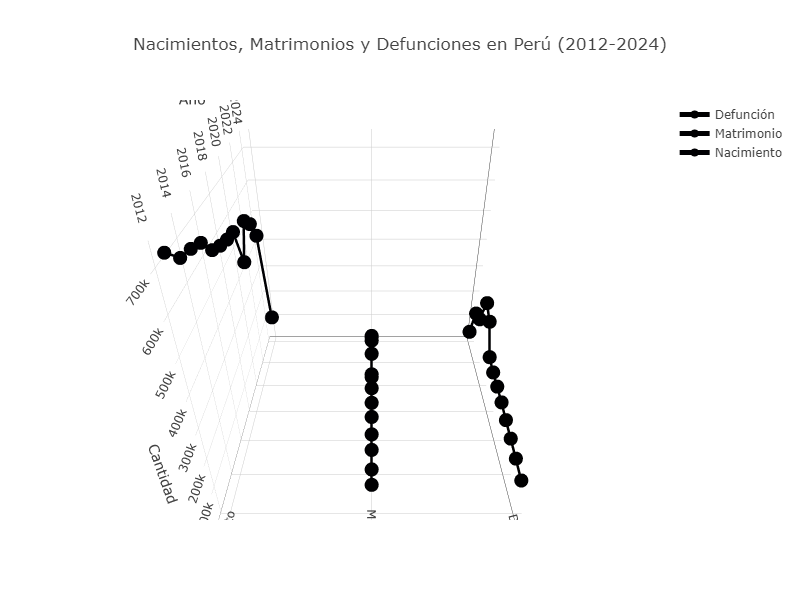 Nacimientos, Matrimonios y Defunciones en Perú (2012-2024)
Defunción
Matrimonio
Nacimiento
Año
2024
2022
2020
2018
2016
2014
2012
700k
600k
500k
400k
300k
200k
Cantidad
M